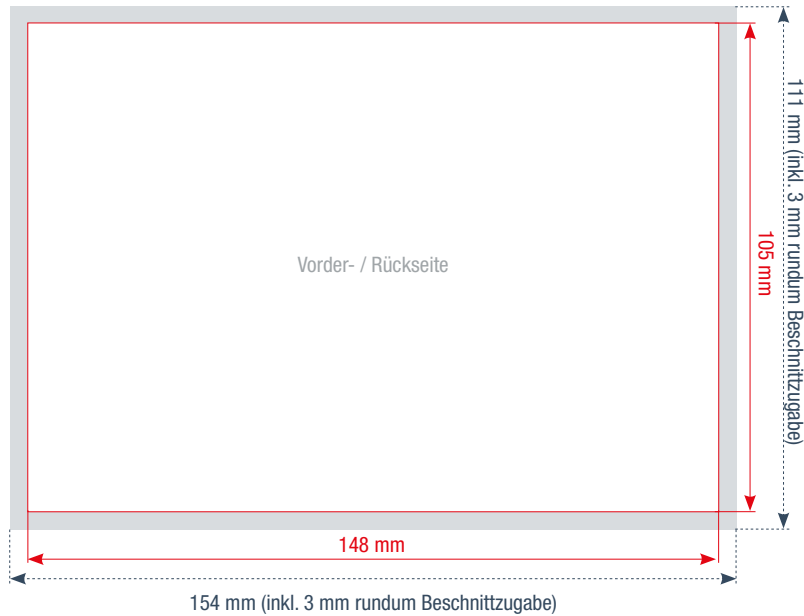 Vorder- / Rückseite
105 mm
111 mm (inkl. 3 mm rundum Beschnittzugabe)
148 mm
154 mm (inkl. 3 mm rundum Beschnittzugabe)